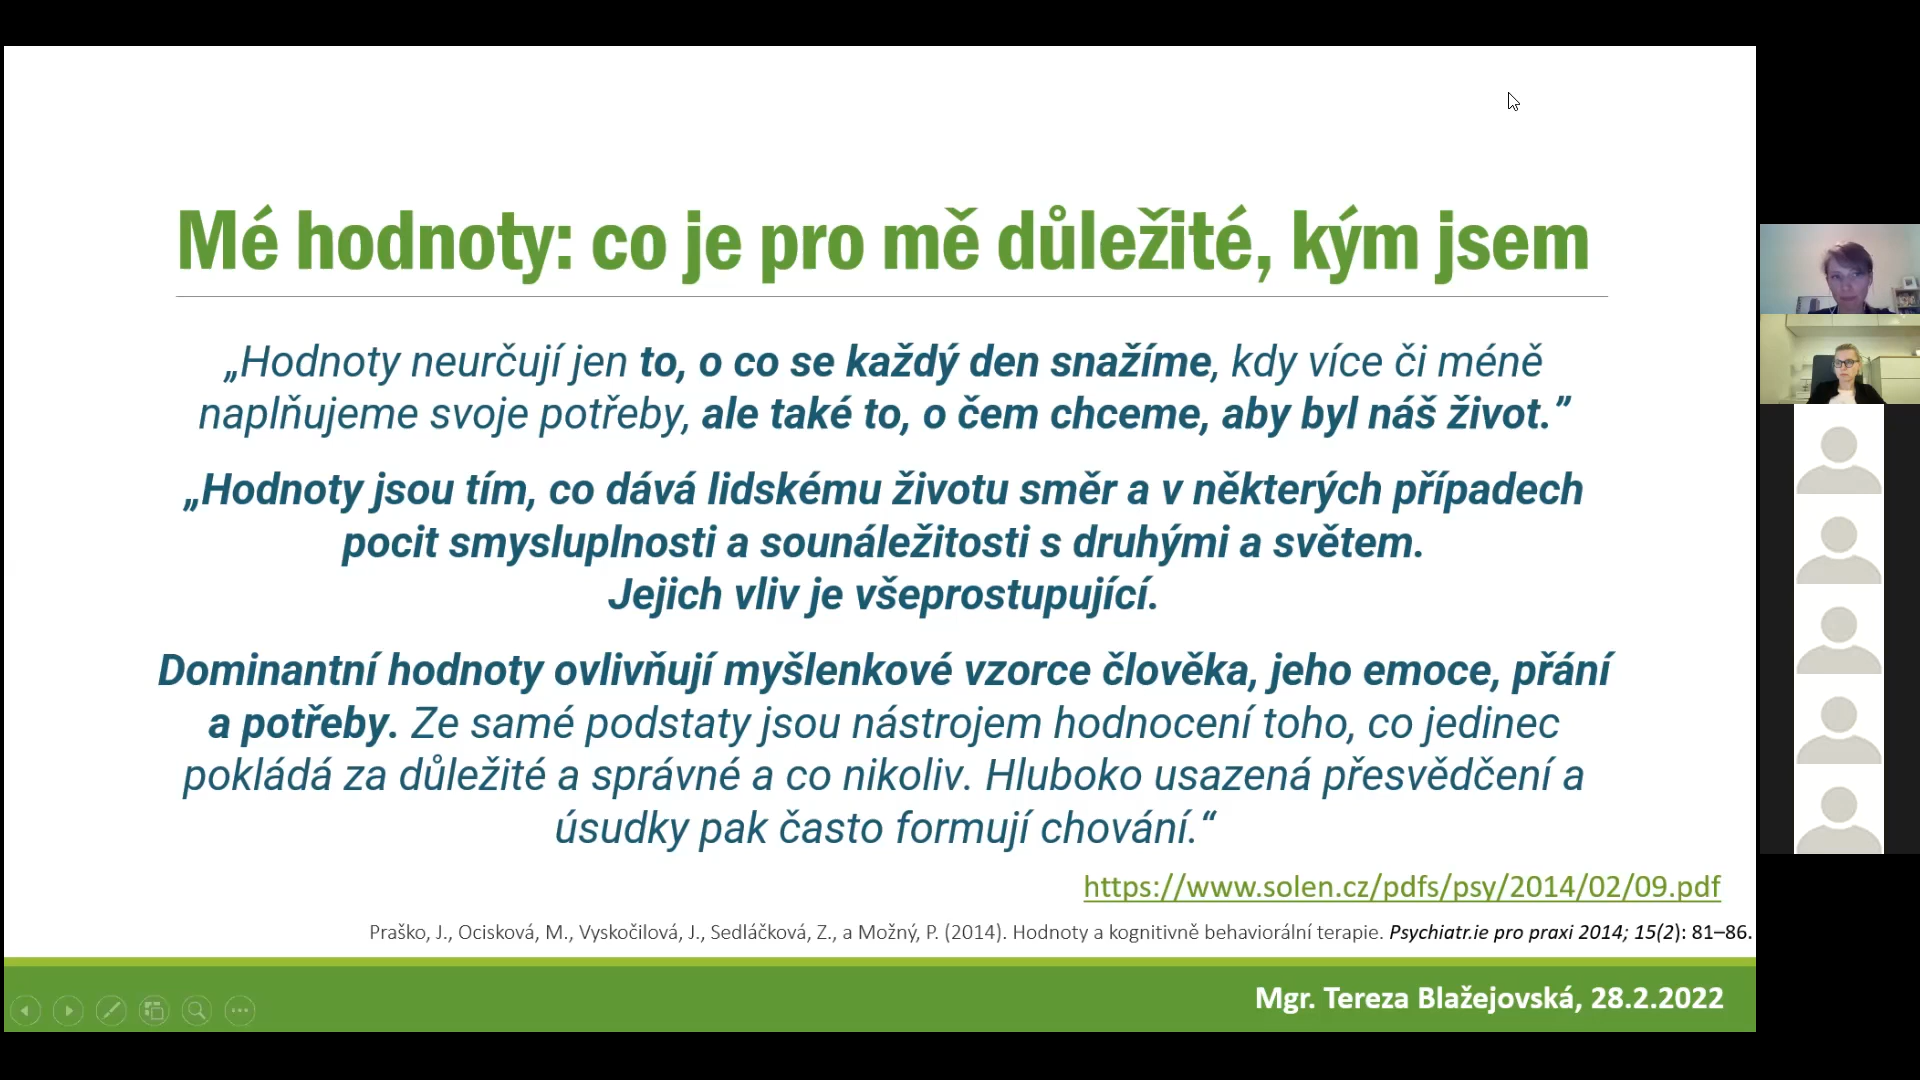 Mé hodnoty: co je pro mě důležité, kým jsem
„Hodnoty neurčují jen to, o co se každý den snažíme, kdy více či méně
naplňujeme svoje potřeby, ale také to, o čem chceme, aby byl náš život.”
„Hodnoty jsou tím, co dává lidskému životu směr a v některých případech
pocit smysluplnosti a sounáležitosti s druhými a světem.
Jejich vliv je všeprostupující.
Dominantní hodnoty ovlivňují myšlenkové vzorce člověka, jeho emoce, přání
a potřeby. Ze samé podstaty jsou nástrojem hodnocení toho, co jedinec
pokládá za důležité a správné a co nikoliv. Hluboko usazená přesvědčení a
úsudky pak často formují chování.“
https://www.solen.cz/pdfs/psy/2014/02/09.pdf
Praško, J., Ocisková, M., Vyskočilová, J., Sedláčková, Z., a Možný, P. (2014). Hodnoty a kognitivně behaviorální terapie. Psychiatr.ie pro praxi 2014; 15(2): 81–86.
Mgr. Tereza Blažejovská, 28.2.2022